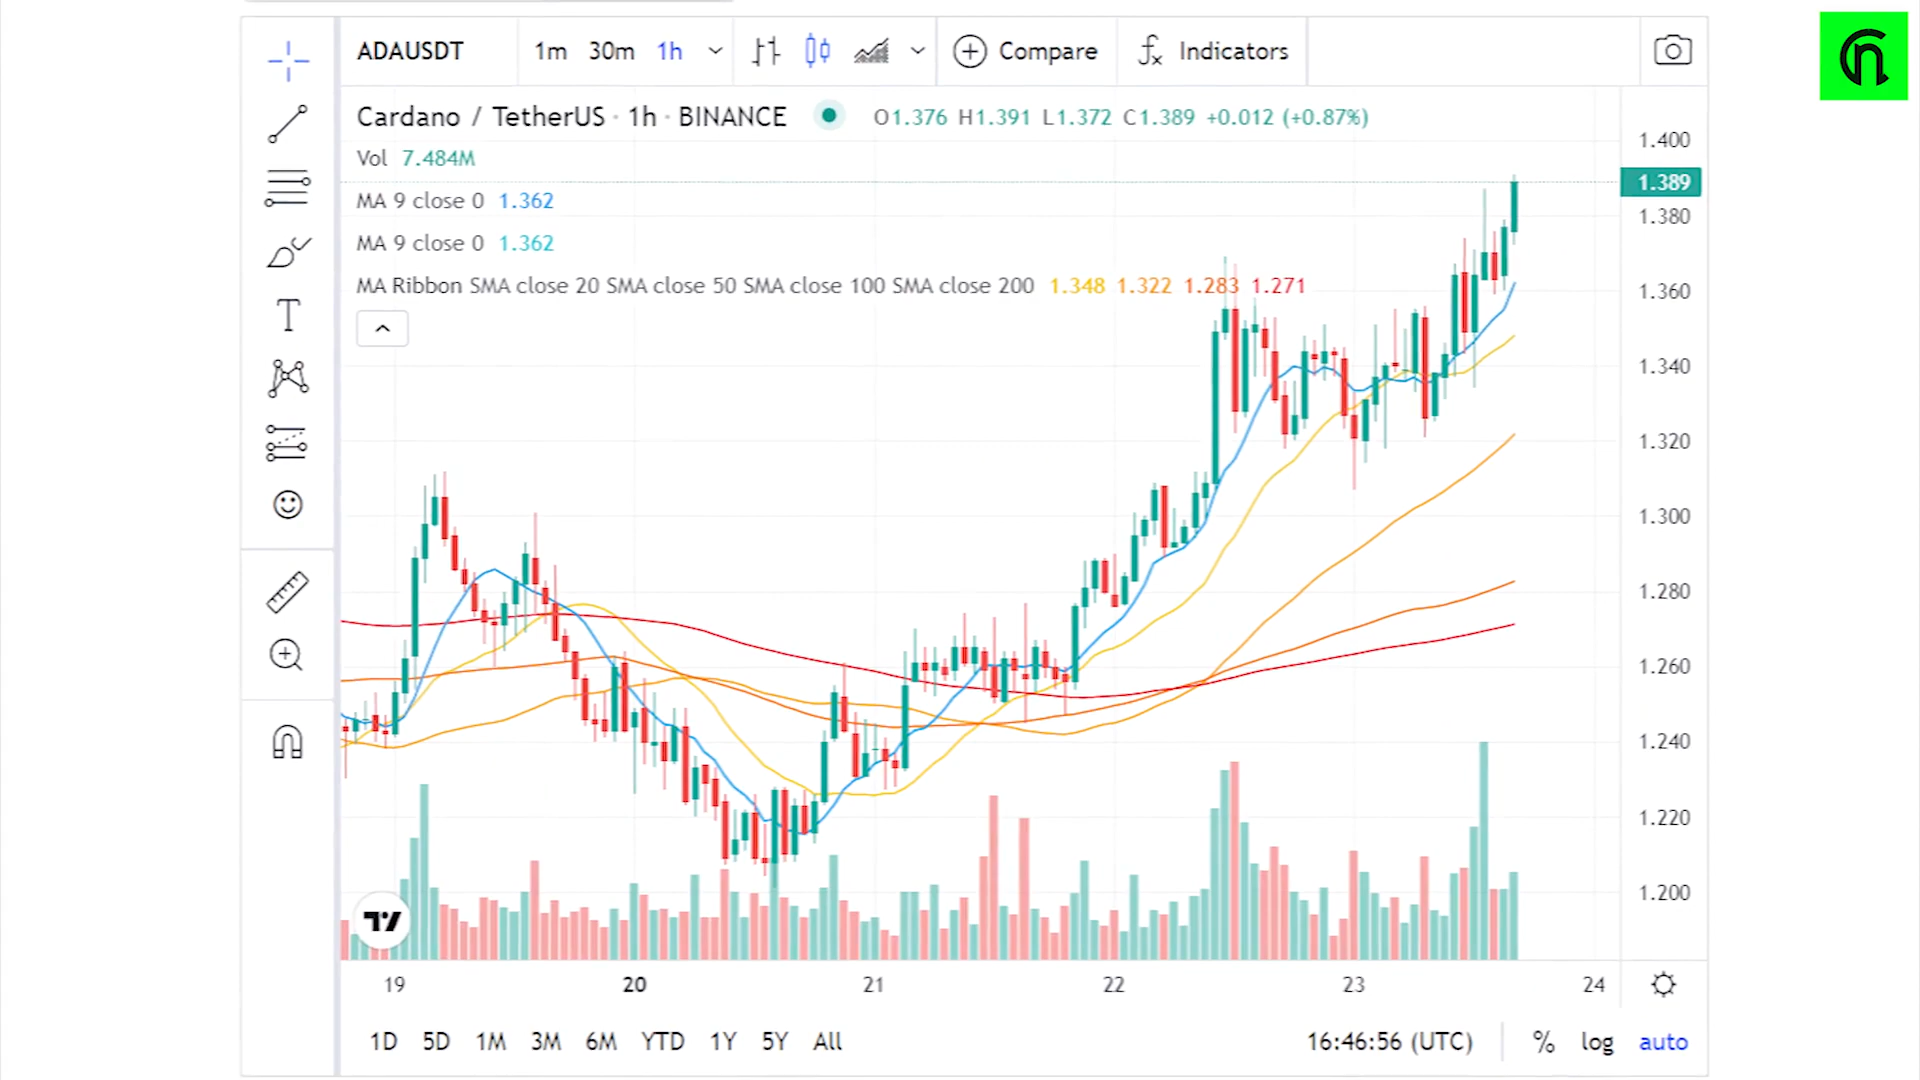 ADAUSDT 1m 30m 1h Compare Indicators
Cardano / TetherUS · 1h · BINANCE O1.376 H1.391 L1.372 C1.389 +0.012 (+0.87%)
Vol 7.484M
MA 9 close 0 1.362
MA 9 close 0 1.362
MA Ribbon SMA close 20 SMA close 50 SMA close 100 SMA close 200 1.348 1.322 1.283 1.271
1.400
1.389
1.380
1.360
1.340
1.320
1.300
1.280
1.260
1.240
1.220
1.200
19 20 21 22 23 24
1D 5D 1M 3M 6M YTD 1Y 5Y All 16:46:56 (UTC) % log auto